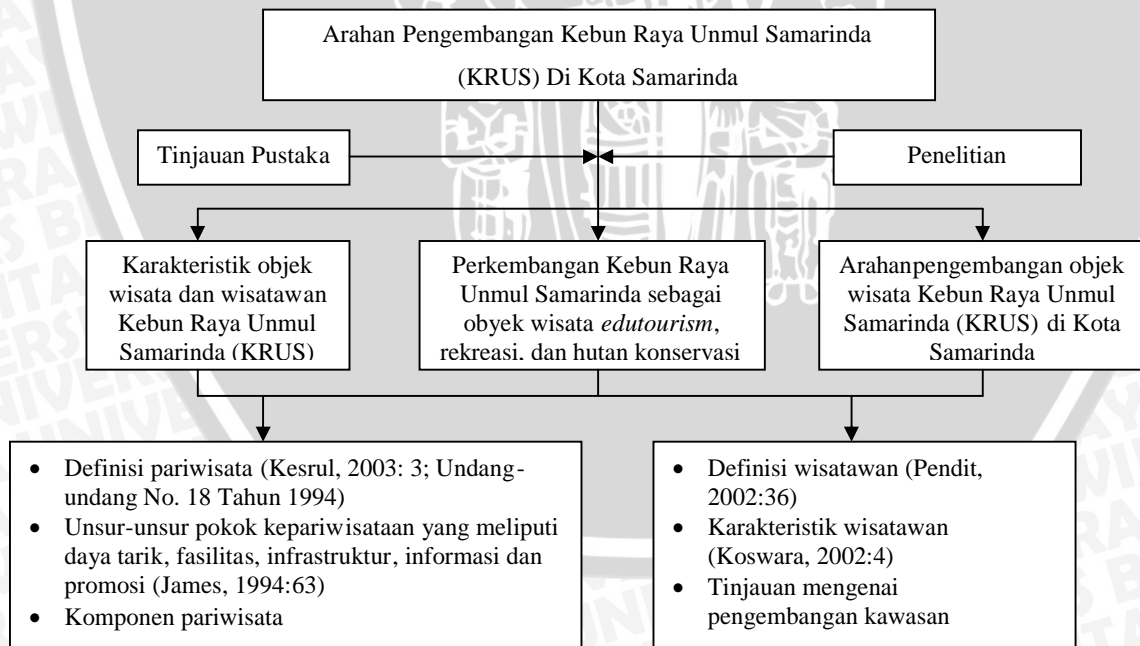 Arahan Pengembangan Kebun Raya Unmul Samarinda
(KRUS) Di Kota Samarinda
Tinjauan Pustaka
Penelitian
Karakteristik objek
wisata dan wisatawan
Kebun Raya Unmul
Samarinda (KRUS)
Perkembangan Kebun Raya
Unmul Samarinda sebagai
obyek wisata edutourism,
rekreasi, dan hutan konservasi
Arahanpengembangan objek
wisata Kebun Raya Unmul
Samarinda (KRUS) di Kota
Samarinda
• Definisi pariwisata (Kesrul, 2003: 3; Undang-
undang No. 18 Tahun 1994)
• Unsur-unsur pokok kepariwisataan yang meliputi
daya tarik, fasilitas, infrastruktur, informasi dan
promosi (James, 1994:63)
• Komponen pariwisata
• Definisi wisatawan (Pendit,
2002:36)
• Karakteristik wisatawan
(Koswara, 2002:4)
• Tinjauan mengenai
pengembangan kawasan